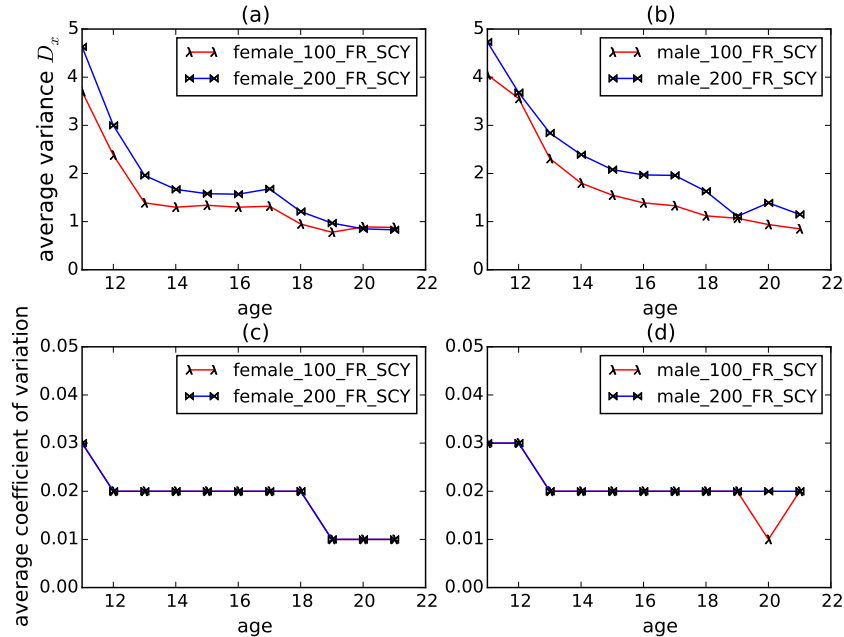 (a)
average variance D_x
5
4
3
2
1
0
female_100_FR_SCY
female_200_FR_SCY
12 14 16 18 20 22
age
(b)
5
4
3
2
1
0
male_100_FR_SCY
male_200_FR_SCY
12 14 16 18 20 22
age
(c)
average coefficient of variation
0.05
0.04
0.03
0.02
0.01
0.00
female_100_FR_SCY
female_200_FR_SCY
12 14 16 18 20 22
age
(d)
0.05
0.04
0.03
0.02
0.01
0.00
male_100_FR_SCY
male_200_FR_SCY
12 14 16 18 20 22
age